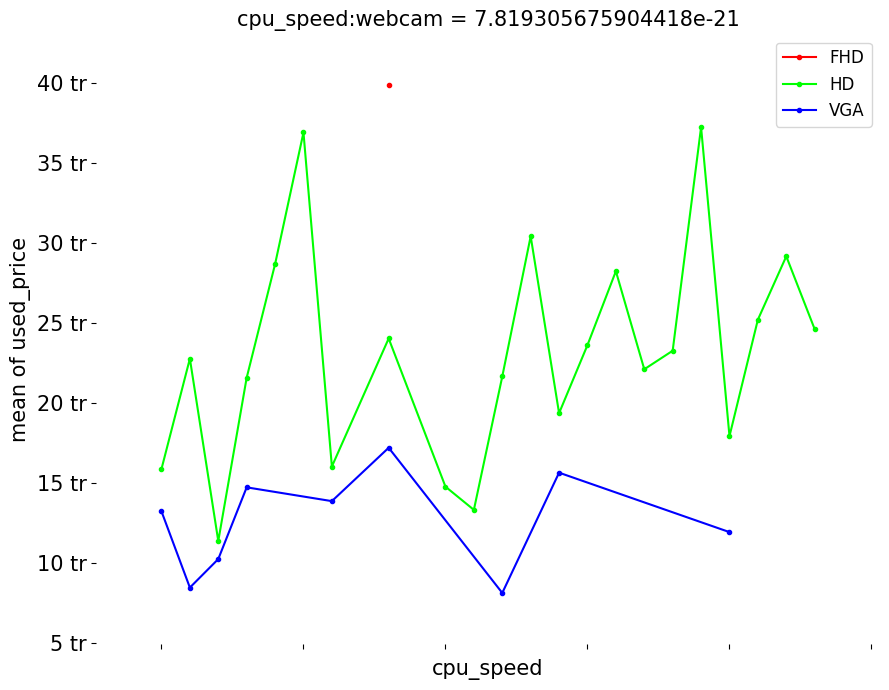 cpu_speed:webcam = 7.819305675904418e-21
FHD
HD
VGA
40 tr
35 tr
30 tr
25 tr
20 tr
15 tr
10 tr
5 tr
mean of used_price
cpu_speed